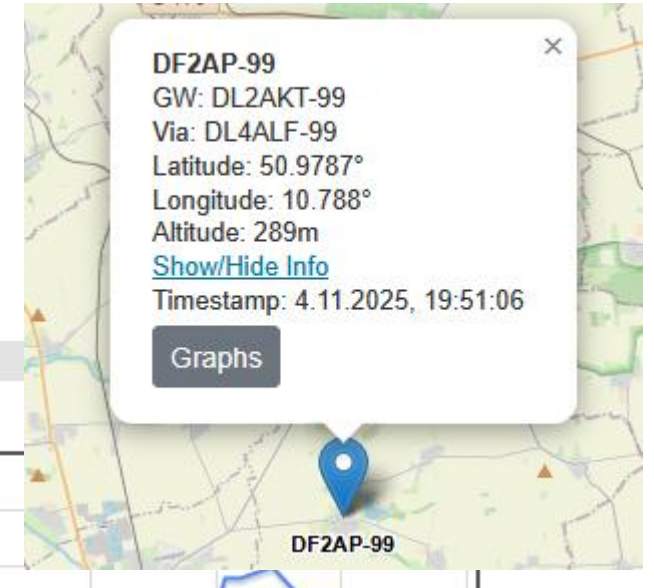 DF2AP-99
GW: DL2AKT-99
Via: DL4ALF-99
Latitude: 50.9787°
Longitude: 10.788°
Altitude: 289m
Show/Hide Info
Timestamp: 4.11.2025, 19:51:06
Graphs
DF2AP-99